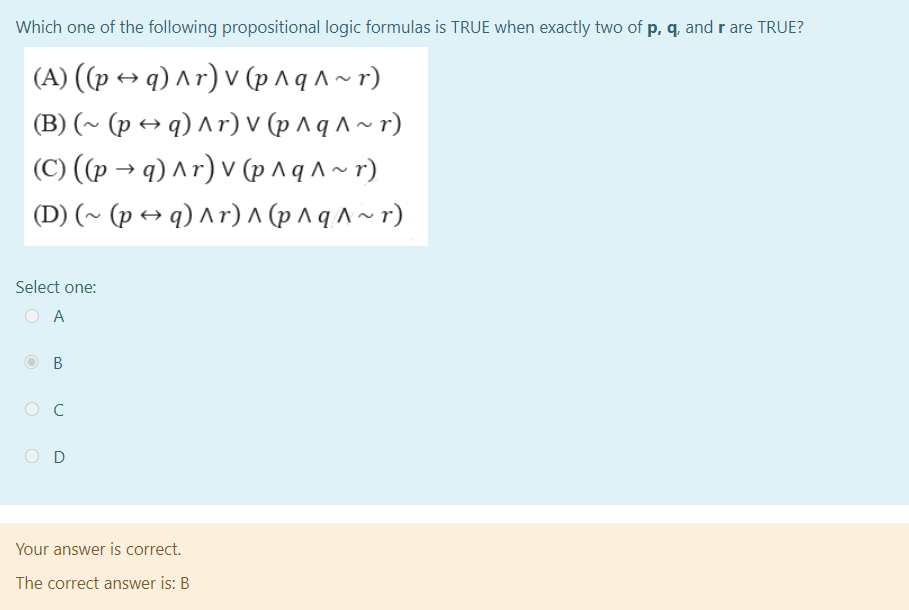 Which one of the following propositional logic formulas is TRUE when exactly two of p, q, and r are TRUE?
(A) ((p ↔ q) ∧ r) ∨ (p ∧ q ∧ ~ r)
(B) (~ (p ↔ q) ∧ r) ∨ (p ∧ q ∧ ~ r)
(C) ((p → q) ∧ r) ∨ (p ∧ q ∧ ~ r)
(D) (~ (p ↔ q) ∧ r) ∧ (p ∧ q ∧ ~ r)
Select one:
A
B
C
D
Your answer is correct.
The correct answer is: B